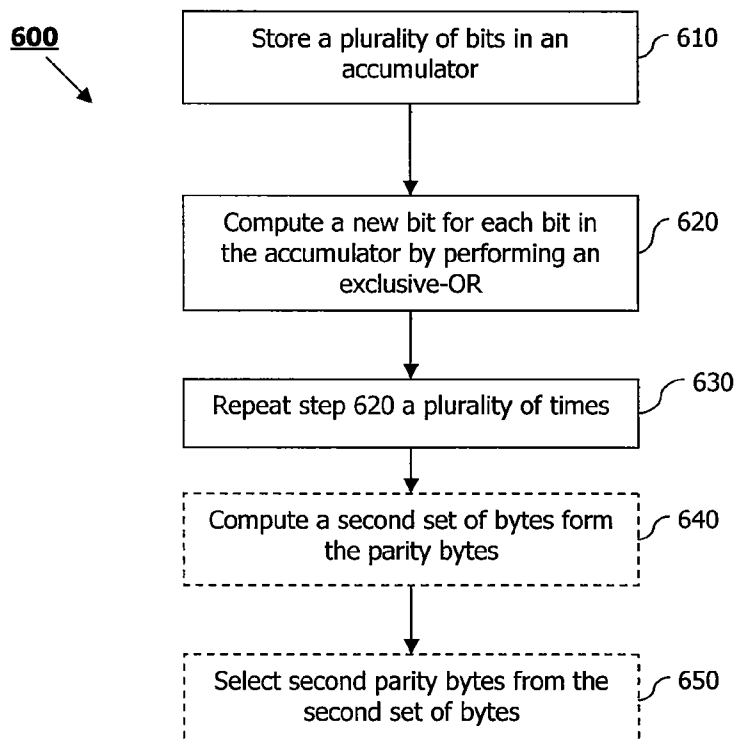 600
Store a plurality of bits in an
accumulator
610
Compute a new bit for each bit in
the accumulator by performing an
exclusive-OR
620
Repeat step 620 a plurality of times
630
Compute a second set of bytes form
the parity bytes
640
Select second parity bytes from the
second set of bytes
650